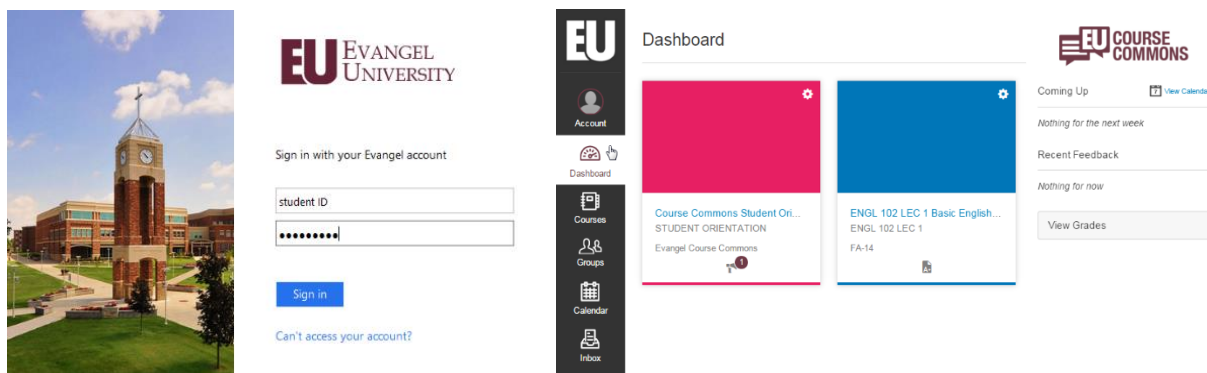 EU EVANGEL
UNIVERSITY
Sign in with your Evangel account
student ID
Sign in
Can't access your account?
EU
Account
Dashboard
Courses
Groups
Calendar
Inbox
Dashboard
Course Commons Student Ori...
STUDENT ORIENTATION
Evangel Course Commons
1
ENGL 102 LEC 1 Basic English...
ENGL 102 LEC 1
FA-14
EU COURSE
COMMONS
Coming Up
7 View Calenda
Nothing for the next week
Recent Feedback
Nothing for now
View Grades